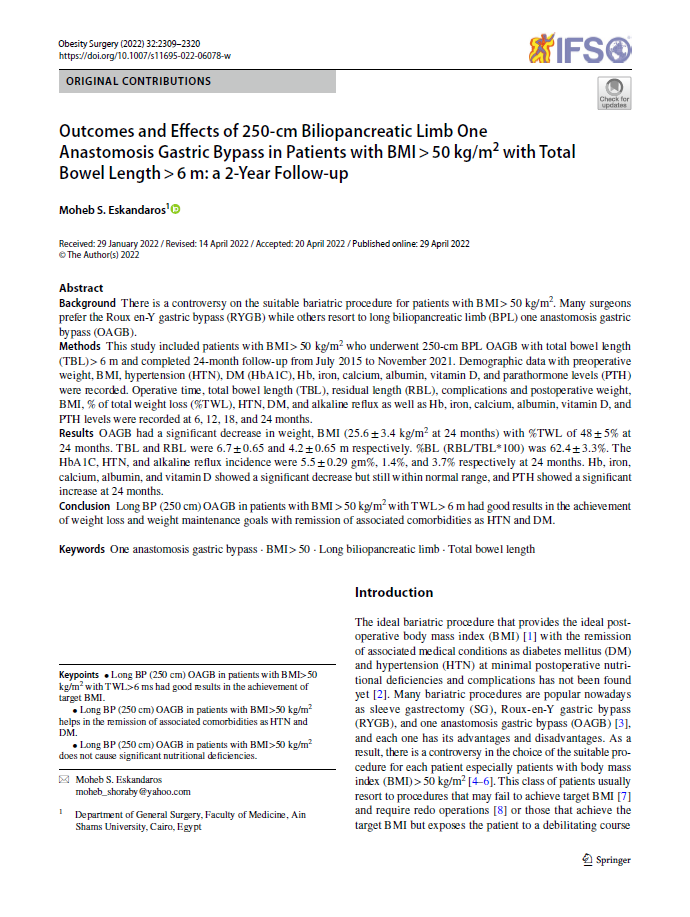 Obesity Surgery (2022) 32:2309–2320
https://doi.org/10.1007/s11695-022-06078-w
IFSO
ORIGINAL CONTRIBUTIONS
Check for
updates
Outcomes and Effects of 250-cm Biliopancreatic Limb One
Anastomosis Gastric Bypass in Patients with BMI > 50 kg/m² with Total
Bowel Length > 6 m: a 2-Year Follow-up
Moheb S. Eskandaros¹
Received: 29 January 2022 / Revised: 14 April 2022 / Accepted: 20 April 2022 / Published online: 29 April 2022
© The Author(s) 2022
Abstract
Background There is a controversy on the suitable bariatric procedure for patients with BMI > 50 kg/m². Many surgeons
prefer the Roux en-Y gastric bypass (RYGB) while others resort to long biliopancreatic limb (BPL) one anastomosis gastric
bypass (OAGB).
Methods This study included patients with BMI > 50 kg/m² who underwent 250-cm BPL OAGB with total bowel length
(TBL) > 6 m and completed 24-month follow-up from July 2015 to November 2021. Demographic data with preoperative
weight, BMI, hypertension (HTN), DM (HbA1C), Hb, iron, calcium, albumin, vitamin D, and parathormone levels (PTH)
were recorded. Operative time, total bowel length (TBL), residual length (RBL), complications and postoperative weight,
BMI, % of total weight loss (%TWL), HTN, DM, and alkaline reflux as well as Hb, iron, calcium, albumin, vitamin D, and
PTH levels were recorded at 6, 12, 18, and 24 months.
Results OAGB had a significant decrease in weight, BMI (25.6 ± 3.4 kg/m² at 24 months) with %TWL of 48 ± 5% at
24 months. TBL and RBL were 6.7 ± 0.65 and 4.2 ± 0.65 m respectively. %BL (RBL/TBL*100) was 62.4 ± 3.3%. The
HbA1C, HTN, and alkaline reflux incidence were 5.5 ± 0.29 gm%, 1.4%, and 3.7% respectively at 24 months. Hb, iron,
calcium, albumin, and vitamin D showed a significant decrease but still within normal range, and PTH showed a significant
increase at 24 months.
Conclusion Long BP (250 cm) OAGB in patients with BMI > 50 kg/m² with TWL > 6 m had good results in the achievement
of weight loss and weight maintenance goals with remission of associated comorbidities as HTN and DM.
Keywords One anastomosis gastric bypass · BMI > 50 · Long biliopancreatic limb · Total bowel length
Keypoints • Long BP (250 cm) OAGB in patients with BMI>50
kg/m² with TWL>6 ms had good results in the achievement of
target BMI.
• Long BP (250 cm) OAGB in patients with BMI>50 kg/m²
helps in the remission of associated comorbidities as HTN and
DM.
• Long BP (250 cm) OAGB in patients with BMI>50 kg/m²
does not cause significant nutritional deficiencies.
Moheb S. Eskandaros
moheb_shoraby@yahoo.com
1 Department of General Surgery, Faculty of Medicine, Ain
Shams University, Cairo, Egypt
Introduction
The ideal bariatric procedure that provides the ideal post-
operative body mass index (BMI) [1] with the remission
of associated medical conditions as diabetes mellitus (DM)
and hypertension (HTN) at minimal postoperative nutri-
tional deficiencies and complications has not been found
yet [2]. Many bariatric procedures are popular nowadays
as sleeve gastrectomy (SG), Roux-en-Y gastric bypass
(RYGB), and one anastomosis gastric bypass (OAGB) [3],
and each one has its advantages and disadvantages. As a
result, there is a controversy in the choice of the suitable pro-
cedure for each patient especially patients with body mass
index (BMI) > 50 kg/m² [4–6]. This class of patients usually
resort to procedures that may fail to achieve target BMI [7]
and require redo operations [8] or those that achieve the
target BMI but exposes the patient to a debilitating course
Springer